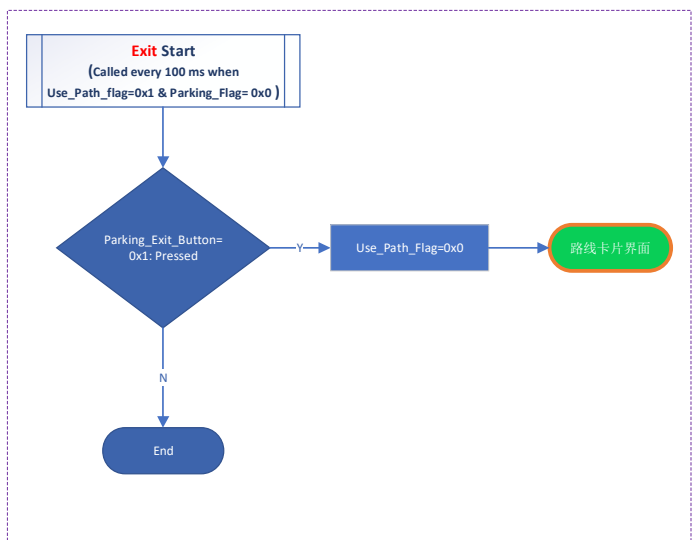 Exit Start
(Called every 100 ms when
Use_Path_flag=0x1 & Parking_Flag= 0x0 )
Parking_Exit_Button=
0x1: Pressed
Y
Use_Path_Flag=0x0
路线卡片界面
N
End